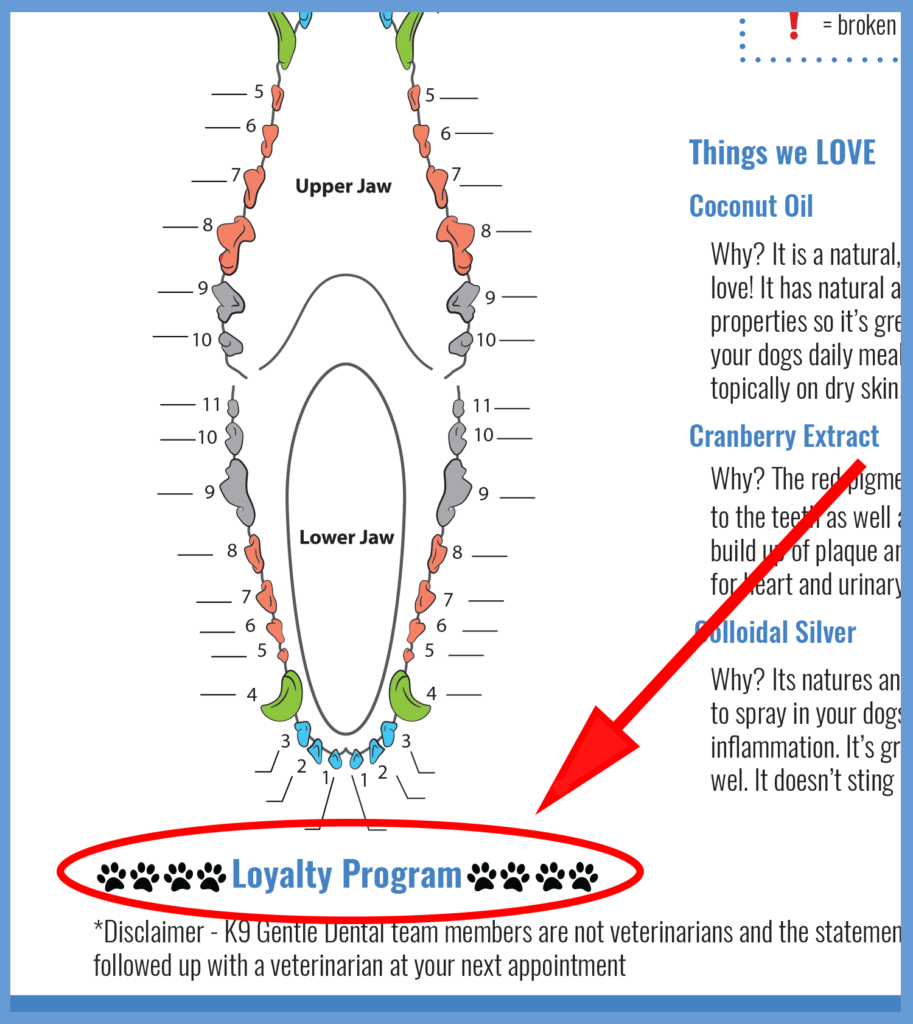 = broken
5 5
6 6
7 7
Upper Jaw
8 8
9 9
10 10
11 11
10 10
9 9
Lower Jaw
8 8
7 7
6 6
5 5
4 4
3 3
2 2
1 1
Things we LOVE
Coconut Oil
Why? It is a natural,
love! It has natural a
properties so it's gre
your dogs daily meal
topically on dry skin
Cranberry Extract
Why? The red pigme
to the teeth as well a
build up of plaque an
for heart and urinary
Colloidal Silver
Why? Its natures an
to spray in your dogs
inflammation. It's gr
wel. It doesn't sting
Loyalty Program
*Disclaimer - K9 Gentle Dental team members are not veterinarians and the statemen
followed up with a veterinarian at your next appointment